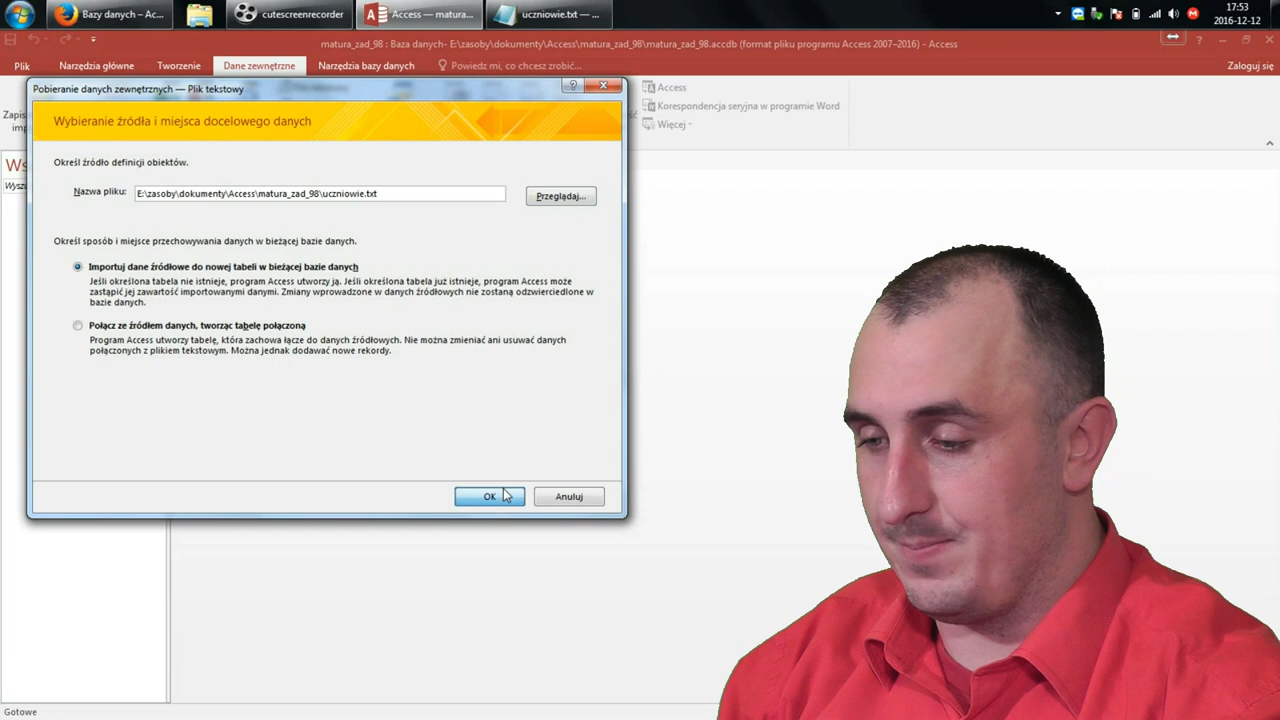 Bazy danych – Ac...
cutescreenrecorder
Access — matura...
uczniowie.txt — ...
17:53
2016-12-12
matura_zad_98 : Baza danych- E:\zasoby\dokumenty\Access\matura_zad_98\matura_zad_98.accdb (format pliku programu Access 2007–2016) - Access
Plik
Narzędzia główne
Tworzenie
Dane zewnętrzne
Narzędzia bazy danych
Powiedz mi, co chcesz zrobić...
Zaloguj się
Pobieranie danych zewnętrznych — Plik tekstowy
Access
Korespondencja seryjna w programie Word
Więcej
Zapis
imp
Ws
Wysz
Wybieranie źródła i miejsca docelowego danych
Określ źródło definicji obiektów.
Nazwa pliku:
E:\zasoby\dokumenty\Access\matura_zad_98\uczniowie.txt
Przeglądaj...
Określ sposób i miejsce przechowywania danych w bieżącej bazie danych.
Importuj dane źródłowe do nowej tabeli w bieżącej bazie danych
Jeśli określona tabela nie istnieje, program Access utworzy ją. Jeśli określona tabela już istnieje, program Access może
zastąpić jej zawartość importowanymi danymi. Zmiany wprowadzone w danych źródłowych nie zostaną odzwierciedlone w
bazie danych.
Połącz ze źródłem danych, tworząc tabelę połączoną
Program Access utworzy tabelę, która zachowa łącze do danych źródłowych. Nie można zmieniać ani usuwać danych
połączonych z plikiem tekstowym. Można jednak dodawać nowe rekordy.
OK
Anuluj
Gotowe